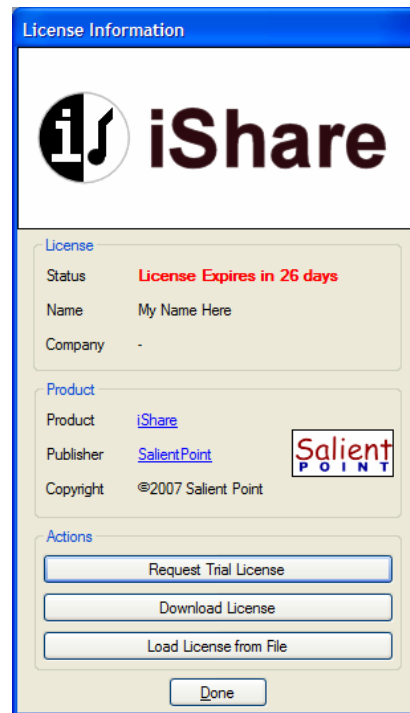 License Information
i iShare
License
Status License Expires in 26 days
Name My Name Here
Company -
Product
Product iShare
Publisher SalientPoint
Copyright ©2007 Salient Point
Salient
POINT
Actions
Request Trial License
Download License
Load License from File
Done